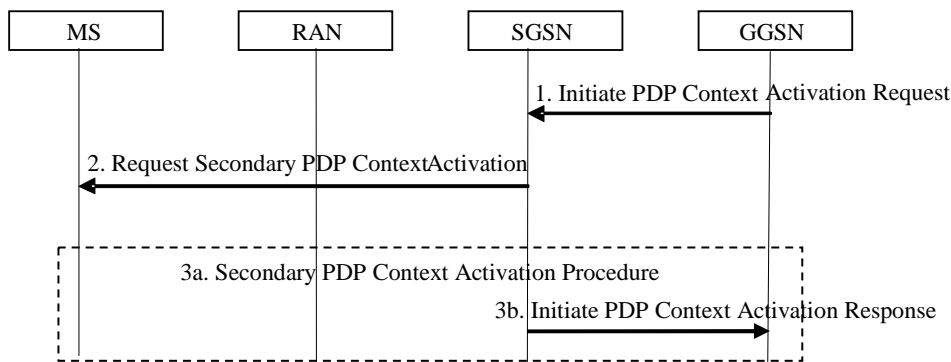 MS RAN SGSN GGSN
1. Initiate PDP Context Activation Request
2. Request Secondary PDP ContextActivation
3a. Secondary PDP Context Activation Procedure
3b. Initiate PDP Context Activation Response